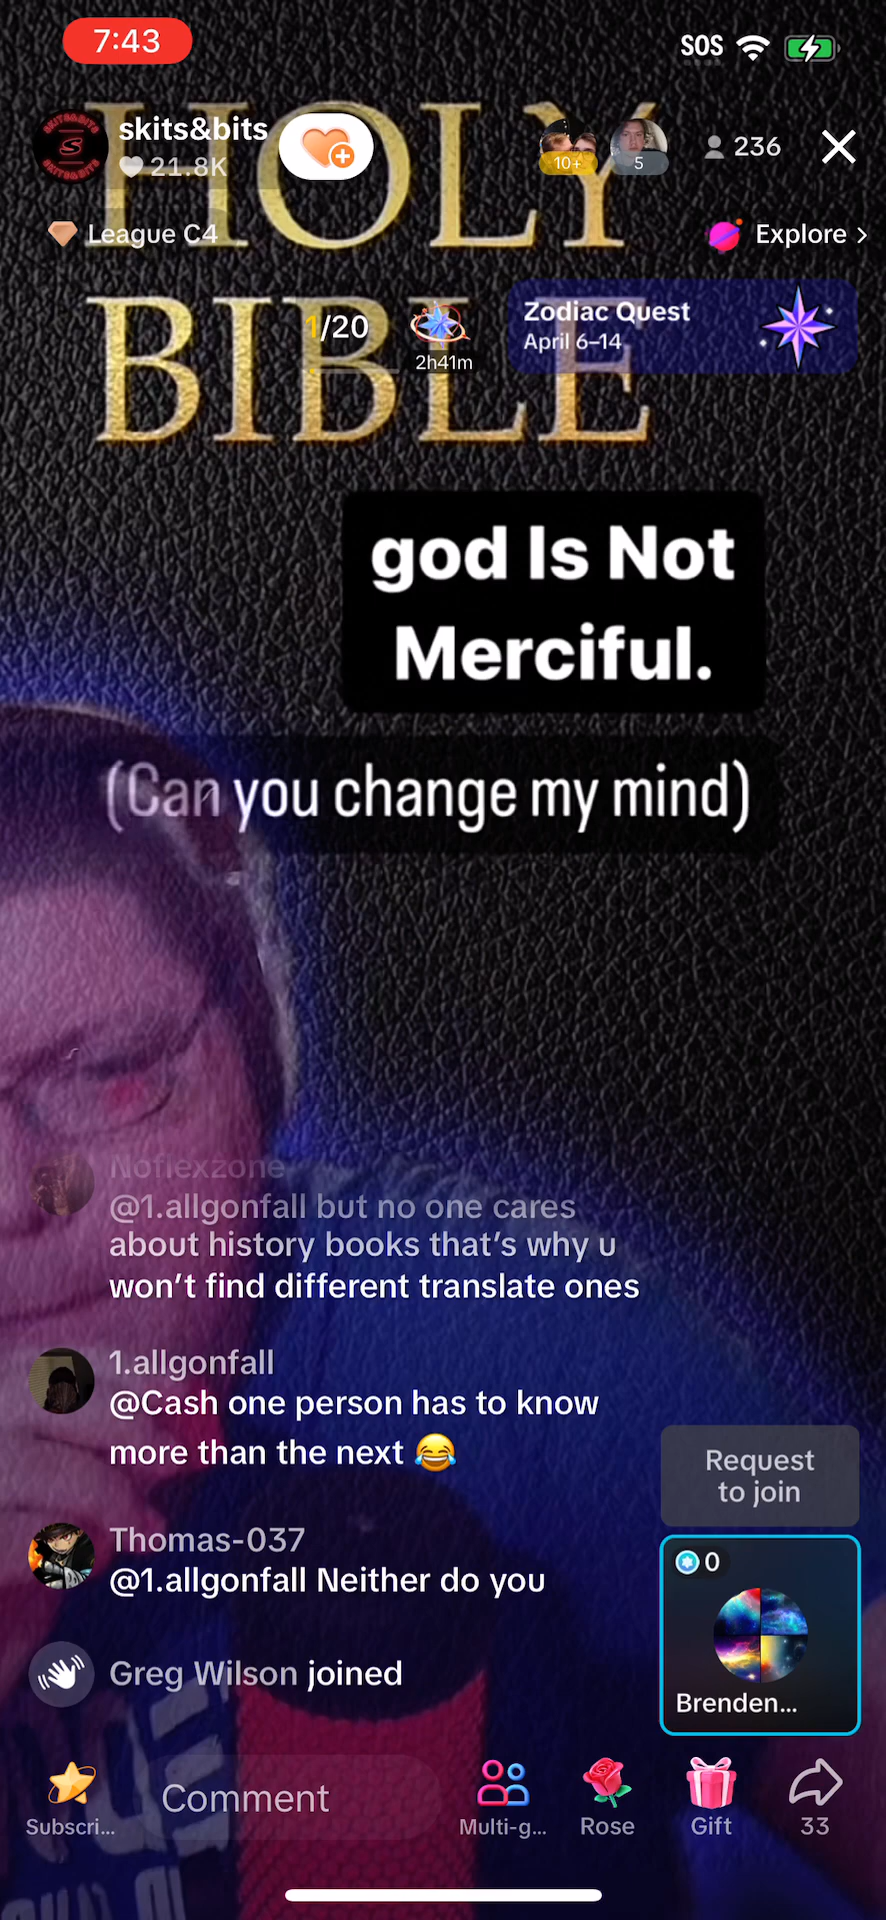 7:43
SOS
HOLY
BIBLE
skits&bits
21.8K
10+
5
236
League C4
Explore >
1/20
2h41m
Zodiac Quest
April 6–14
god Is Not
Merciful.
(Can you change my mind)
Noflexzone
@1.allgonfall but no one cares
about history books that's why u
won't find different translate ones
1.allgonfall
@Cash one person has to know
more than the next 😂
Request
to join
Thomas-037
@1.allgonfall Neither do you
0
Greg Wilson joined
Brenden...
Comment
Subscri...
Multi-g...
Rose
Gift
33
SKITS&BITS
S
SKITS&BITS